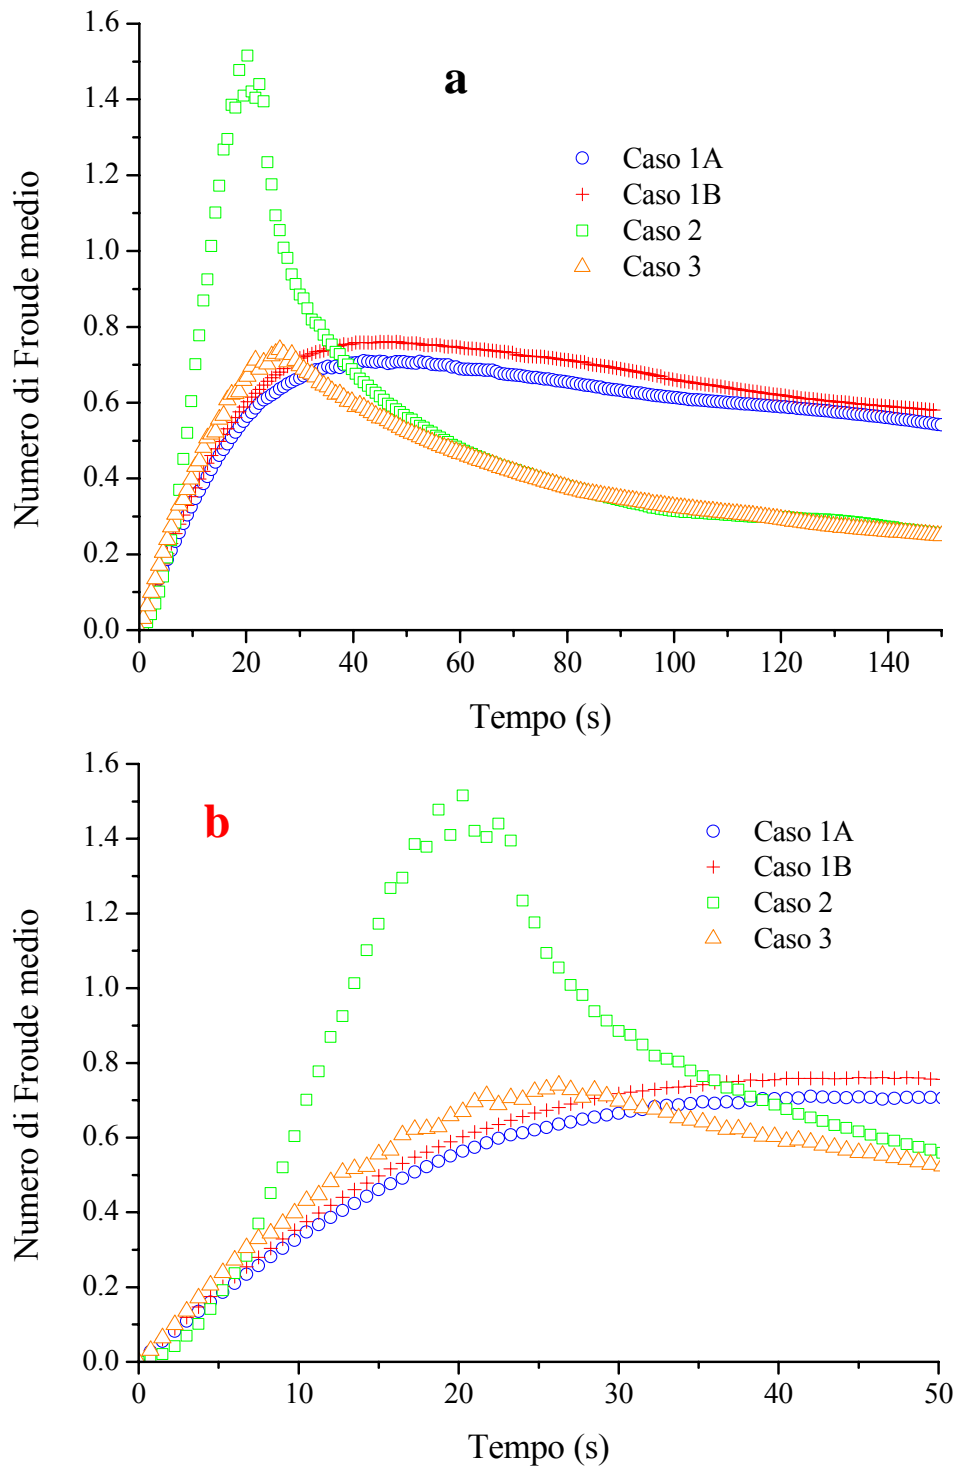 1.6
1.4
1.2
1.0
0.8
0.6
0.4
0.2
0.0
Numero di Froude medio
a
Caso 1A
Caso 1B
Caso 2
Caso 3
0 20 40 60 80 100 120 140
Tempo (s)
1.6
1.4
1.2
1.0
0.8
0.6
0.4
0.2
0.0
Numero di Froude medio
b
Caso 1A
Caso 1B
Caso 2
Caso 3
0 10 20 30 40 50
Tempo (s)